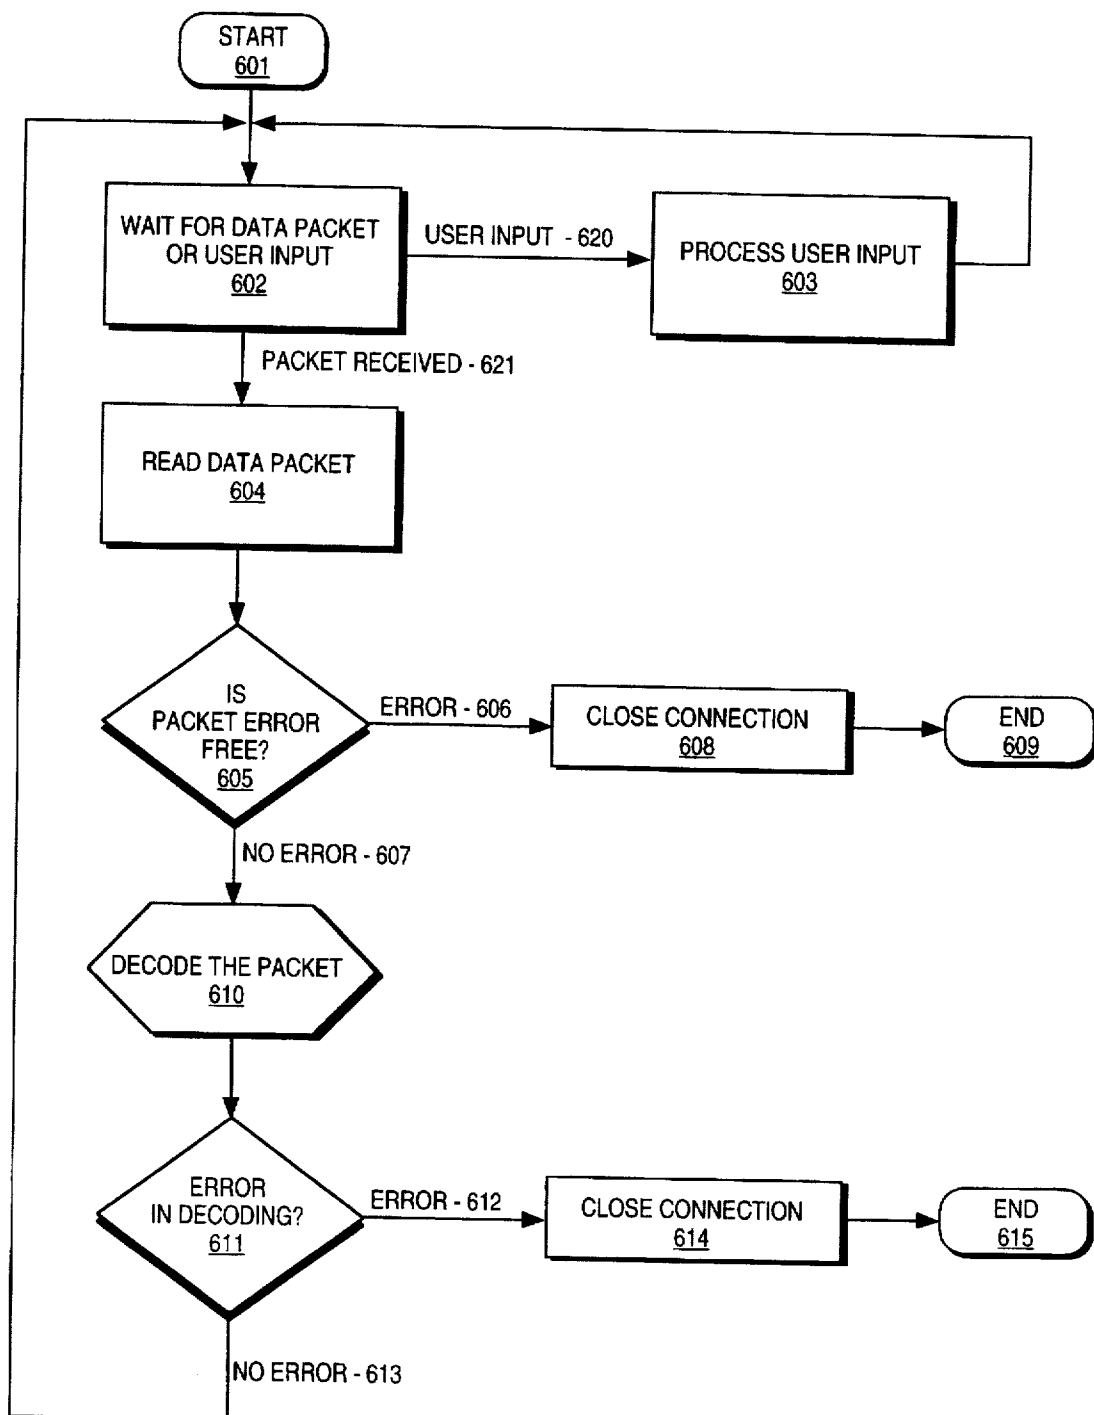 START
601
WAIT FOR DATA PACKET
OR USER INPUT
602
USER INPUT - 620
PROCESS USER INPUT
603
PACKET RECEIVED - 621
READ DATA PACKET
604
IS
PACKET ERROR
FREE?
605
ERROR - 606
CLOSE CONNECTION
608
END
609
NO ERROR - 607
DECODE THE PACKET
610
ERROR
IN DECODING?
611
ERROR - 612
CLOSE CONNECTION
614
END
615
NO ERROR - 613